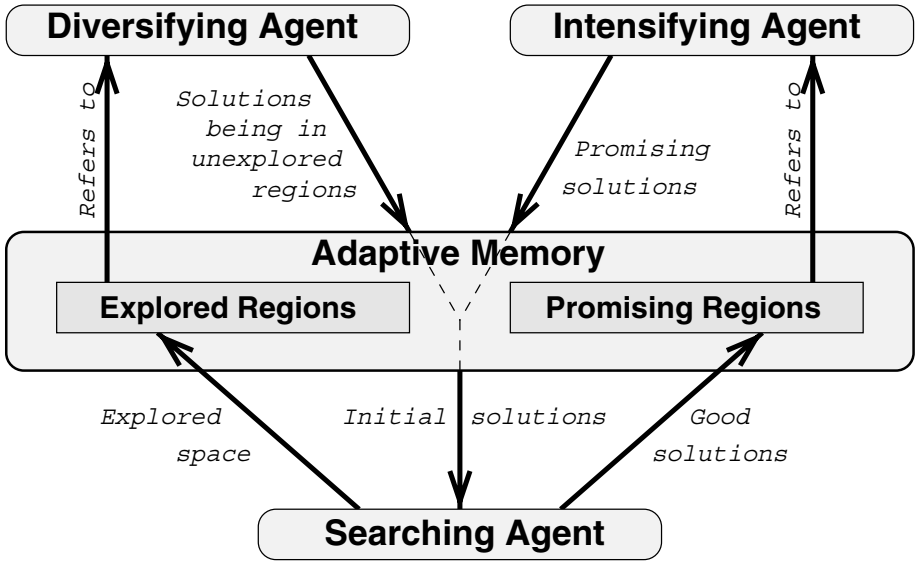 Diversifying Agent
Intensifying Agent
Refers to
Solutions
being in
unexplored
regions
Promising
solutions
Refers to
Adaptive Memory
Explored Regions
Promising Regions
Explored
space
Initial solutions
Good
solutions
Searching Agent